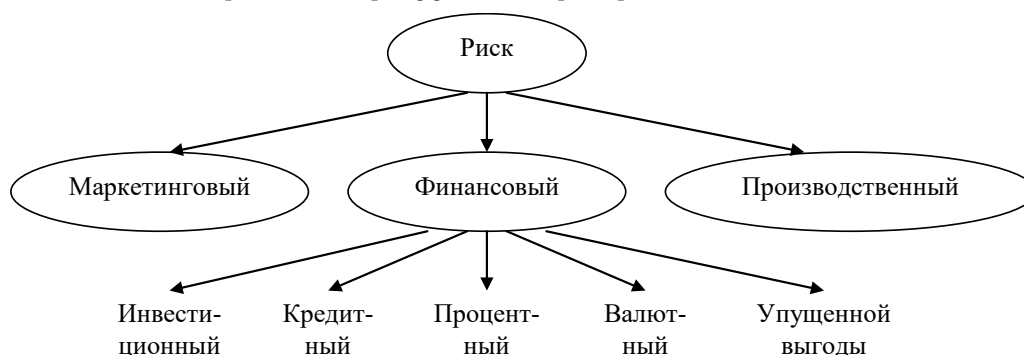 Риск
Маркетинговый Финансовый Производственный
Инвести- Кредит- Процент- Валют- Упущенной
ционный ный ный ный выгоды